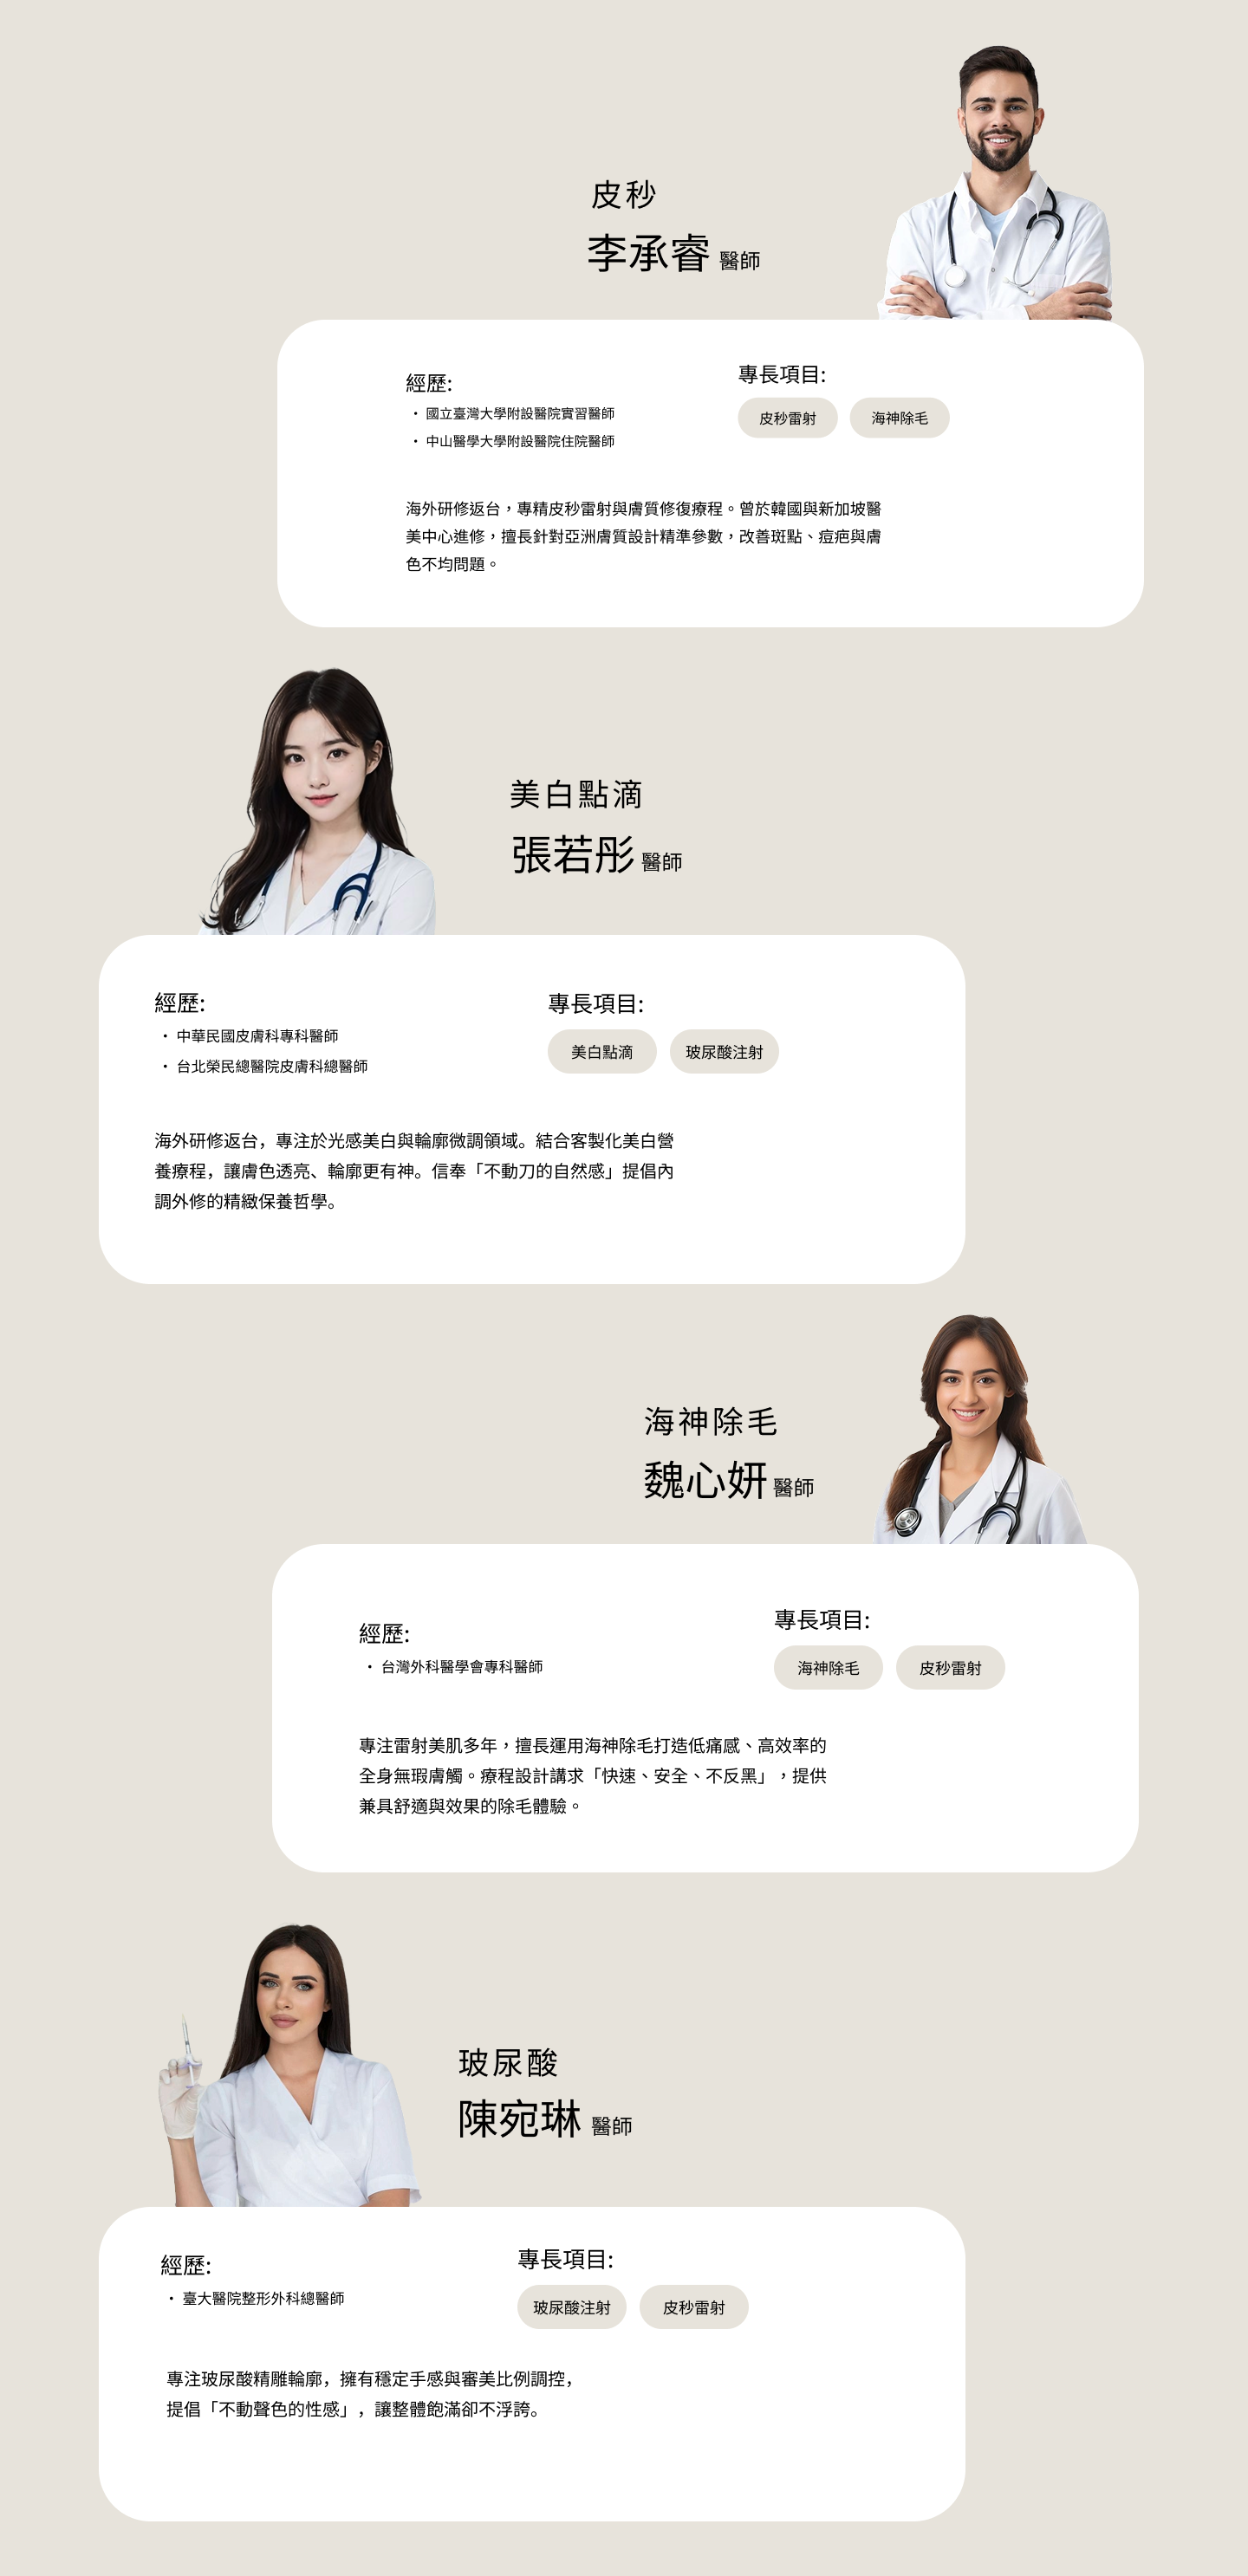 皮秒
李承睿 醫師
經歷:
・ 國立臺灣大學附設醫院實習醫師
・ 中山醫學大學附設醫院住院醫師
專長項目:
皮秒雷射 海神除毛
海外研修返台，專精皮秒雷射與膚質修復療程。曾於韓國與新加坡醫
美中心進修，擅長針對亞洲膚質設計精準參數，改善斑點、痘疤與膚
色不均問題。
美白點滴
張若彤 醫師
經歷:
・ 中華民國皮膚科專科醫師
・ 台北榮民總醫院皮膚科總醫師
專長項目:
美白點滴 玻尿酸注射
海外研修返台，專注於光感美白與輪廓微調領域。結合客製化美白營
養療程，讓膚色透亮、輪廓更有神。信奉「不動刀的自然感」提倡內
調外修的精緻保養哲學。
海神除毛
魏心妍 醫師
經歷:
・ 台灣外科醫學會專科醫師
專長項目:
海神除毛 皮秒雷射
專注雷射美肌多年，擅長運用海神除毛打造低痛感、高效率的
全身無瑕膚觸。療程設計講求「快速、安全、不反黑」，提供
兼具舒適與效果的除毛體驗。
玻尿酸
陳宛琳 醫師
經歷:
・ 臺大醫院整形外科總醫師
專長項目:
玻尿酸注射 皮秒雷射
專注玻尿酸精雕輪廓，擁有穩定手感與審美比例調控，
提倡「不動聲色的性感」，讓整體飽滿卻不浮誇。